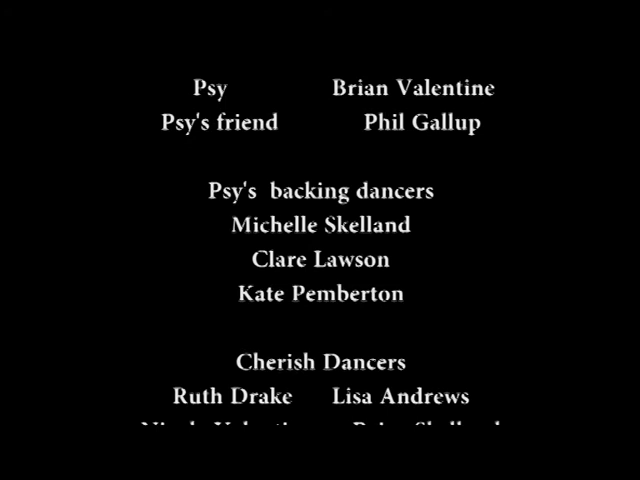 Psy Brian Valentine
Psy's friend Phil Gallup
Psy's backing dancers
Michelle Skelland
Clare Lawson
Kate Pemberton
Cherish Dancers
Ruth Drake Lisa Andrews